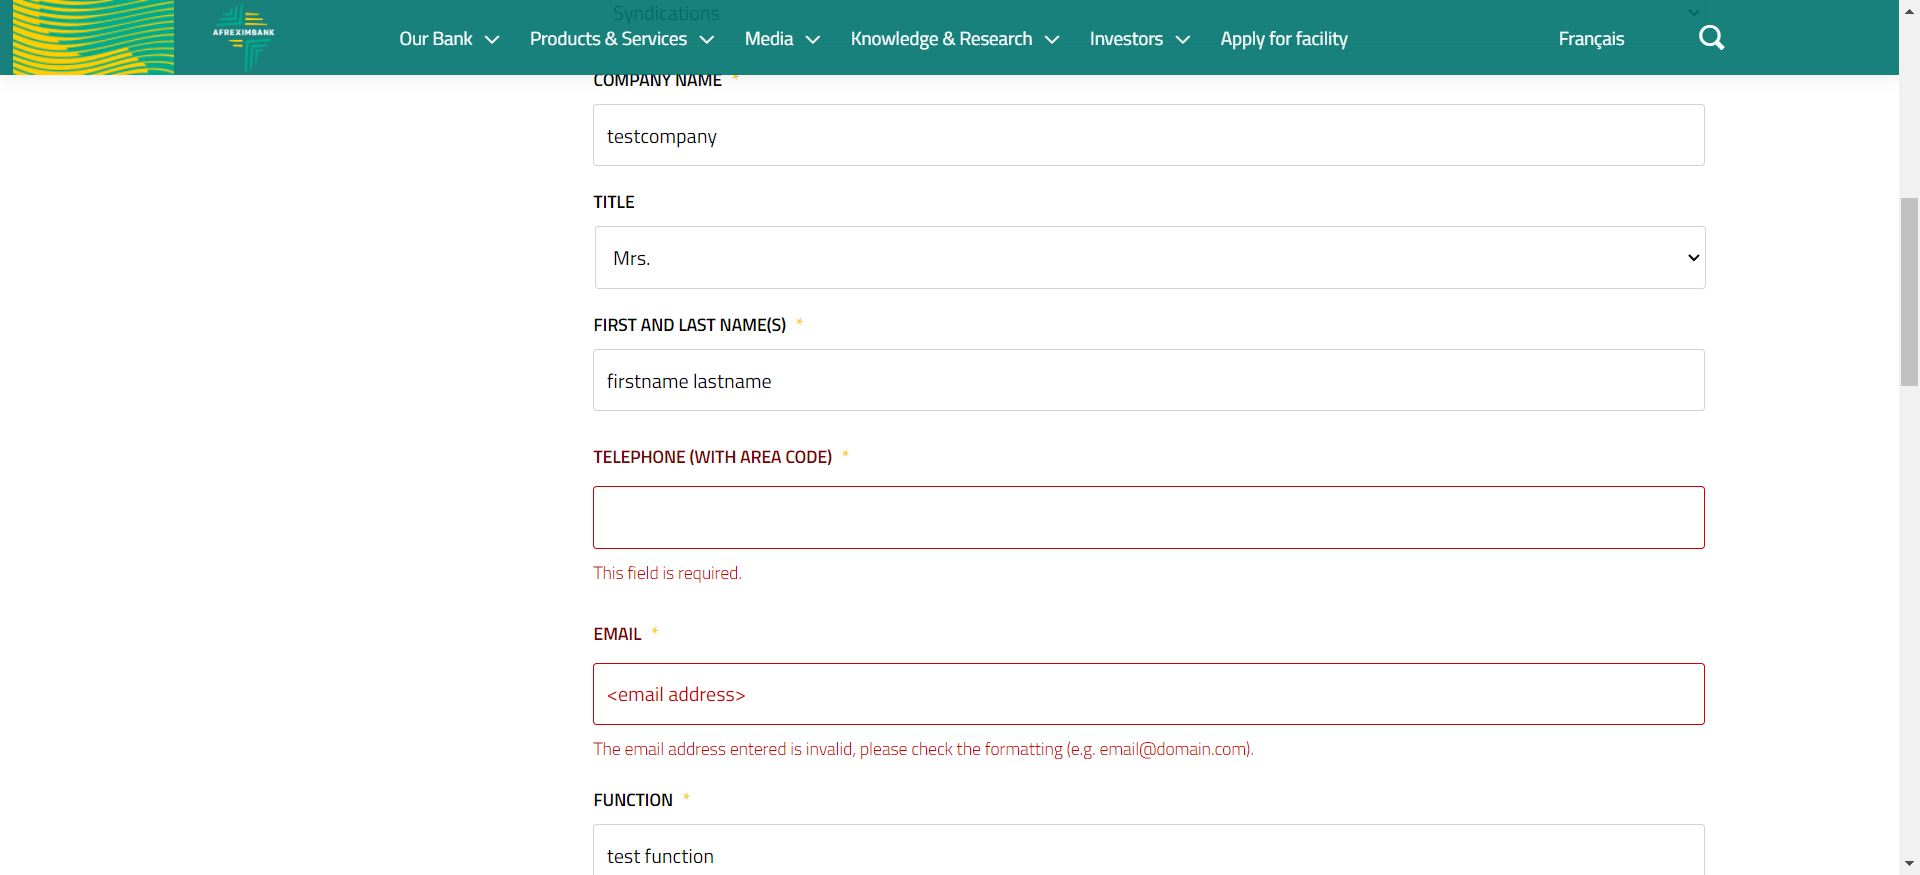 Syndications
AFREXIMBANK
Our Bank Products & Services Media Knowledge & Research Investors Apply for facility Français
COMPANY NAME *
testcompany
TITLE
Mrs.
FIRST AND LAST NAME(S) *
firstname lastname
TELEPHONE (WITH AREA CODE) *
This field is required.
EMAIL *
<email address>
The email address entered is invalid, please check the formatting (e.g. email@domain.com).
FUNCTION *
test function